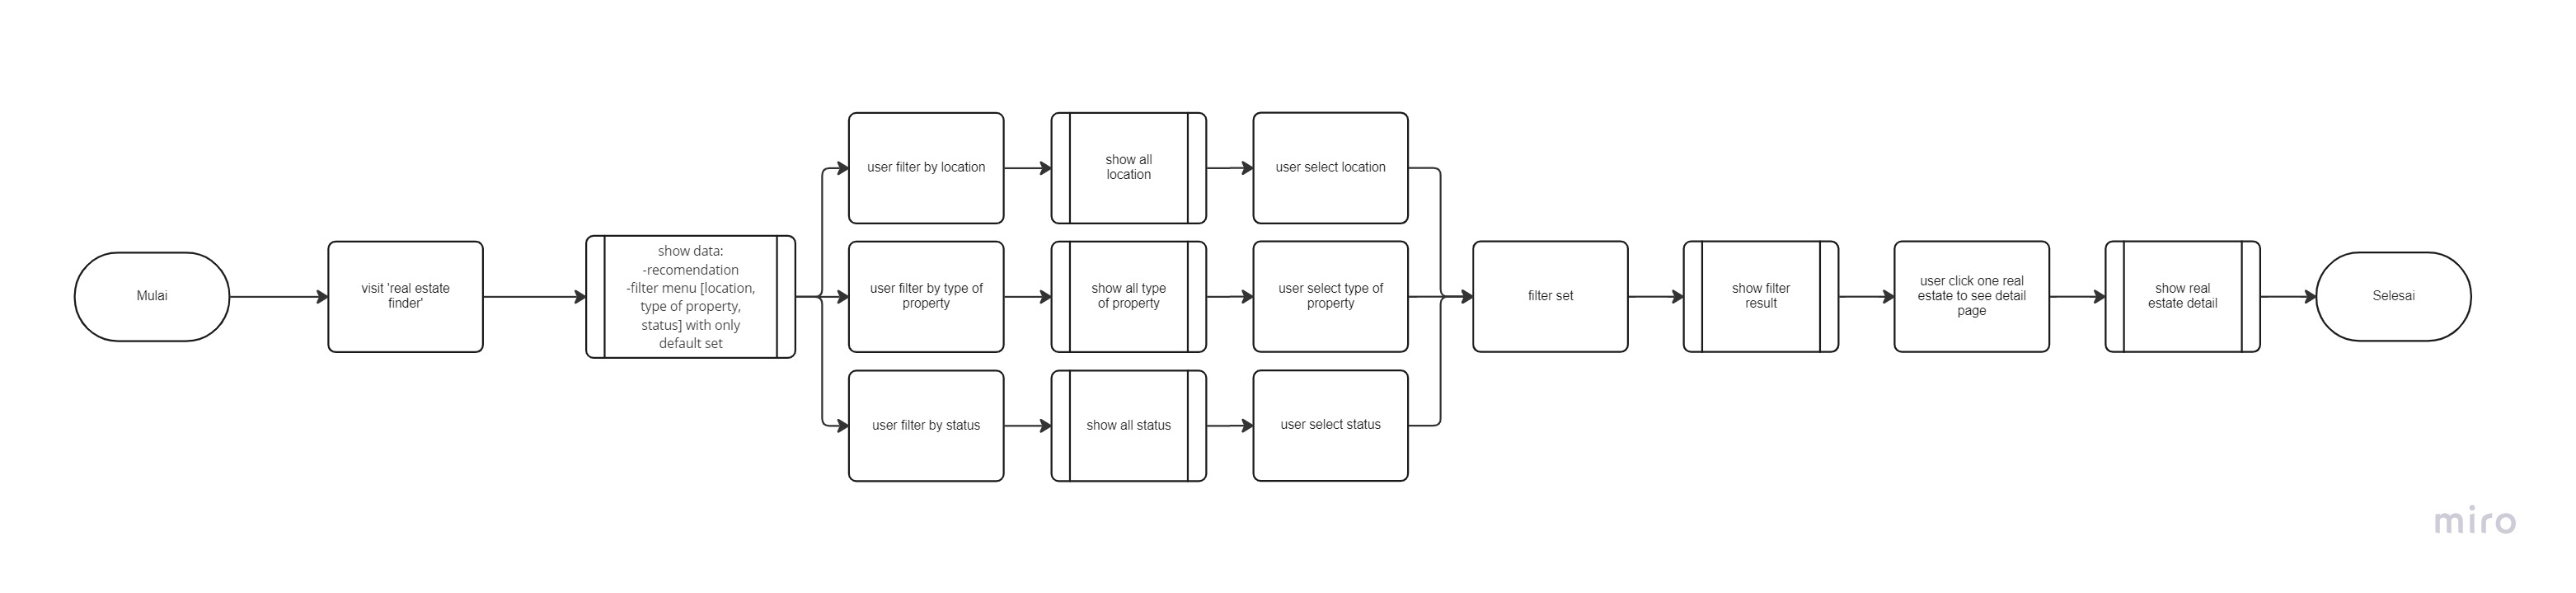 Mulai
visit 'real estate
finder'
show data:
-recomendation
-filter menu [location,
type of property,
status] with only
default set
user filter by location
show all
location
user select location
user filter by type of
property
show all type
of property
user select type of
property
user filter by status
show all status
user select status
filter set
show filter
result
user click one real
estate to see detail
page
show real
estate detail
Selesai
miro